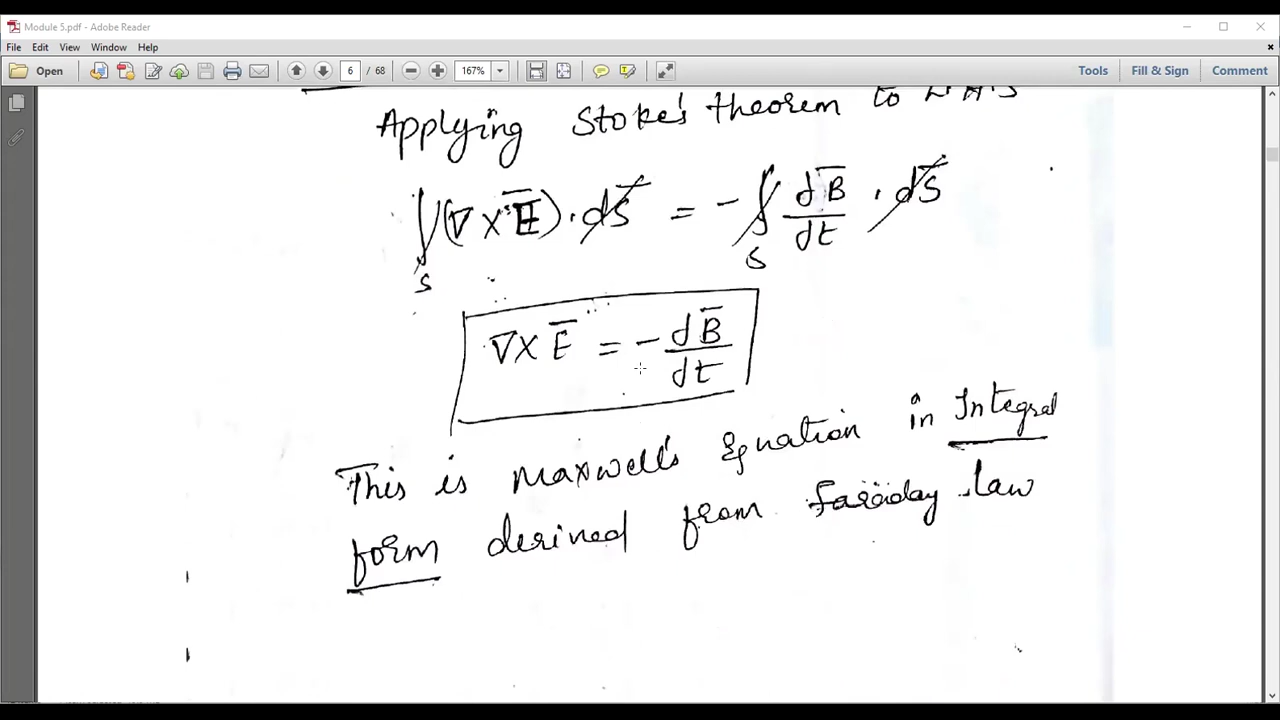 Module 5.pdf - Adobe Reader
File Edit View Window Help
Open 6 / 68 167% Tools Fill & Sign Comment
Applying Stoke's theorem to L.H.S
∫S (∇ × E̅) · dS̅ = - ∫S dB̅/dt · dS̅
∇ × E̅ = - dB̅/dt
This is Maxwell's Equation in Integral
form derived from faraday law